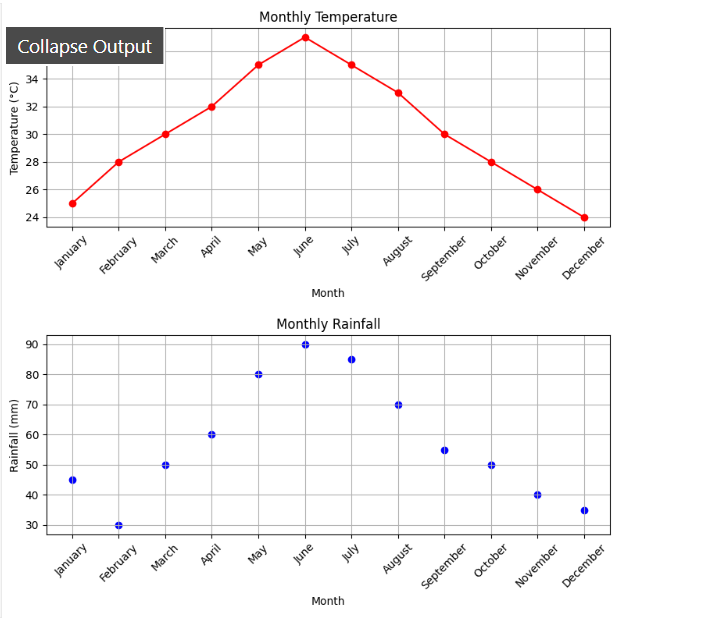 Monthly Temperature
Collapse Output
Temperature (°C)
34
32
30
28
26
24
January
February
March
April
May
June
July
August
September
October
November
December
Month
Monthly Rainfall
Rainfall (mm)
90
80
70
60
50
40
30
January
February
March
April
May
June
July
August
September
October
November
December
Month